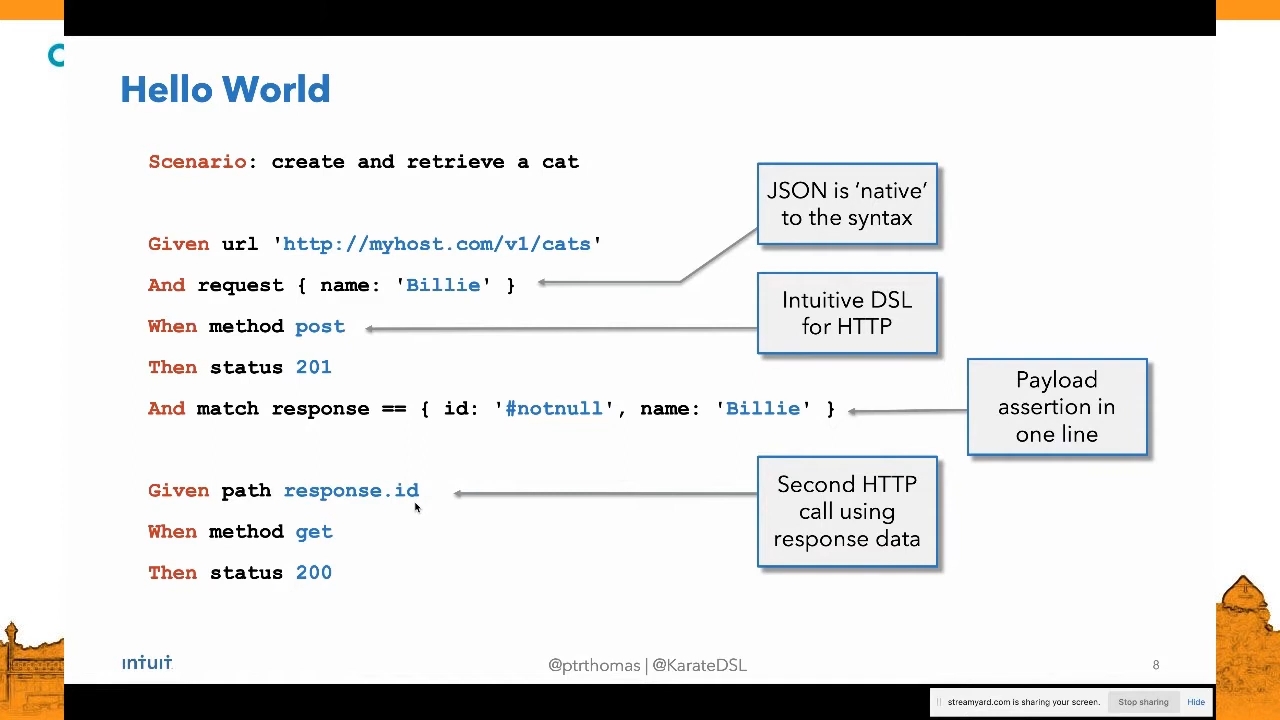 Hello World
Scenario: create and retrieve a cat
Given url 'http://myhost.com/v1/cats'
And request { name: 'Billie' }
When method post
Then status 201
And match response == { id: '#notnull', name: 'Billie' }
Given path response.id
When method get
Then status 200
JSON is ‘native’
to the syntax
Intuitive DSL
for HTTP
Payload
assertion in
one line
Second HTTP
call using
response data
intuit
@ptrthomas | @KarateDSL
8
streamyard.com is sharing your screen.
Stop sharing
Hide